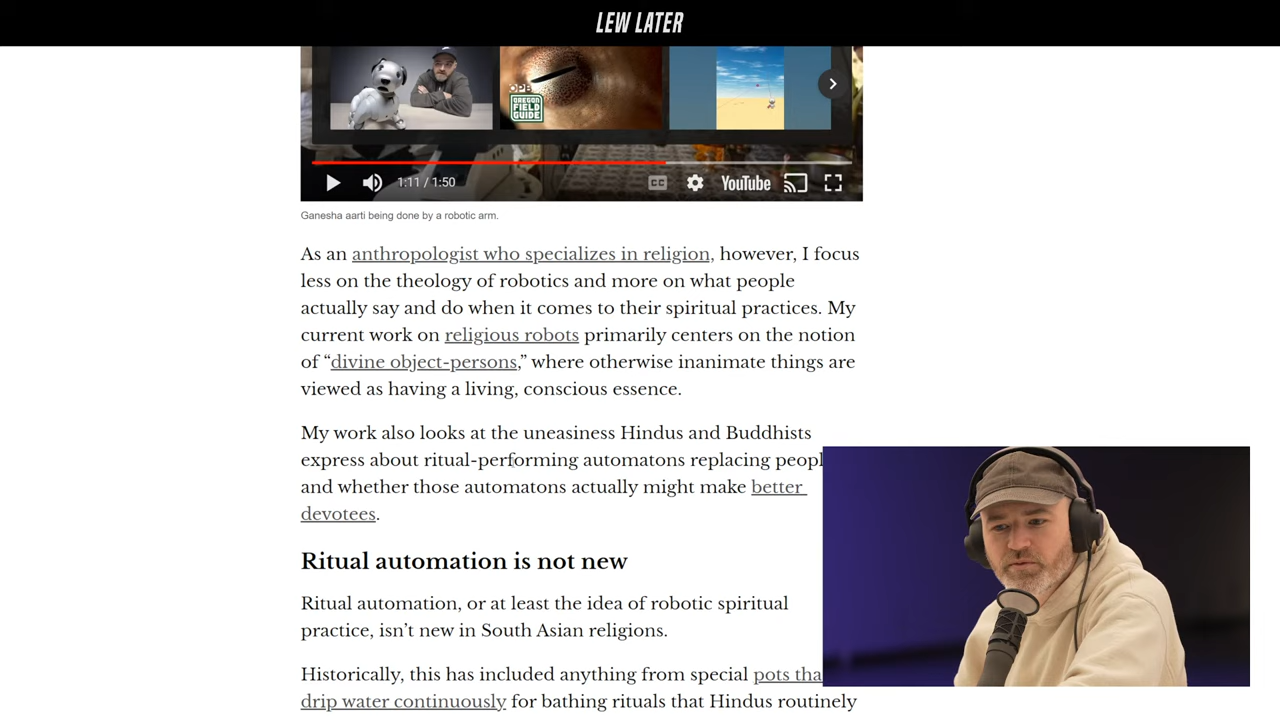 LEW LATER
OPB
OREGON
FIELD
GUIDE
1:11 / 1:50
CC
YouTube
Ganesha aarti being done by a robotic arm.
As an anthropologist who specializes in religion, however, I focus
less on the theology of robotics and more on what people
actually say and do when it comes to their spiritual practices. My
current work on religious robots primarily centers on the notion
of “divine object-persons,” where otherwise inanimate things are
viewed as having a living, conscious essence.
My work also looks at the uneasiness Hindus and Buddhists
express about ritual-performing automatons replacing peopl
and whether those automatons actually might make better
devotees.
Ritual automation is not new
Ritual automation, or at least the idea of robotic spiritual
practice, isn’t new in South Asian religions.
Historically, this has included anything from special pots tha
drip water continuously for bathing rituals that Hindus routinely